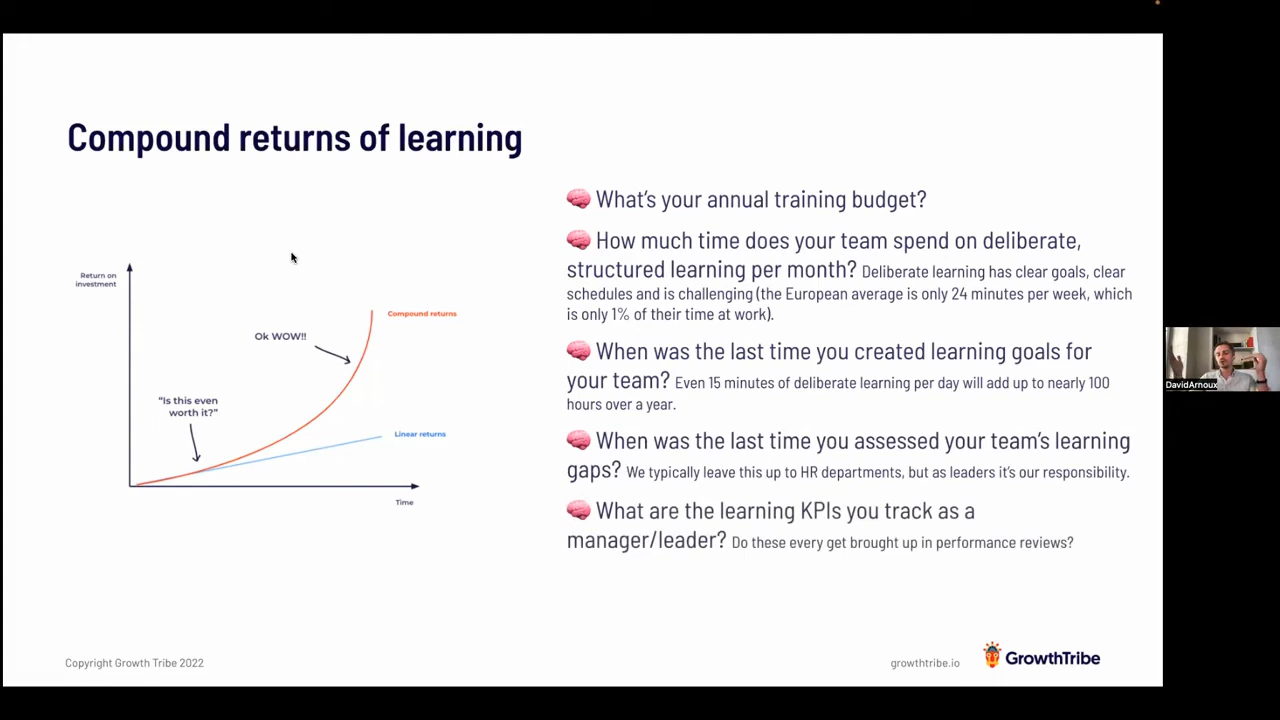 Compound returns of learning
Return on
investment
Compound returns
Ok WOW!!
"Is this even
worth it?"
Linear returns
Time
🧠 What's your annual training budget?
🧠 How much time does your team spend on deliberate,
structured learning per month? Deliberate learning has clear goals, clear
schedules and is challenging (the European average is only 24 minutes per week, which
is only 1% of their time at work).
🧠 When was the last time you created learning goals for
your team? Even 15 minutes of deliberate learning per day will add up to nearly 100
hours over a year.
🧠 When was the last time you assessed your team's learning
gaps? We typically leave this up to HR departments, but as leaders it's our responsibility.
🧠 What are the learning KPIs you track as a
manager/leader? Do these every get brought up in performance reviews?
DavidArnoux
Copyright Growth Tribe 2022
growthtribe.io
GrowthTribe